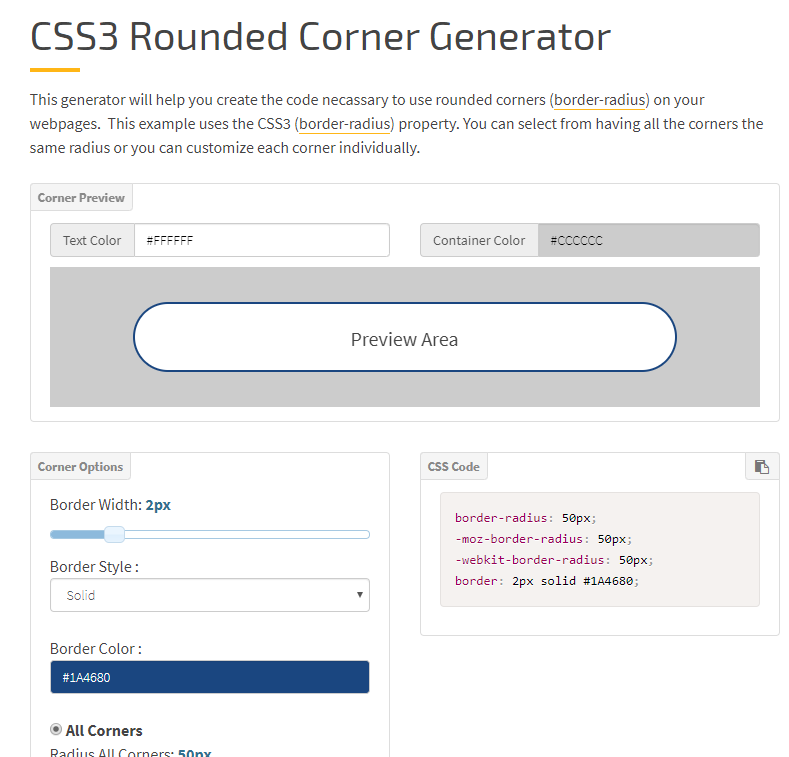 CSS3 Rounded Corner Generator
This generator will help you create the code necassary to use rounded corners (border-radius) on your
webpages. This example uses the CSS3 (border-radius) property. You can select from having all the corners the
same radius or you can customize each corner individually.
Corner Preview
Text Color #FFFFFF
Container Color #CCCCCC
Preview Area
Corner Options
Border Width: 2px
Border Style :
Solid
Border Color :
#1A4680
All Corners
Radius All Corners: 50px
CSS Code
border-radius: 50px;
-moz-border-radius: 50px;
-webkit-border-radius: 50px;
border: 2px solid #1A4680;